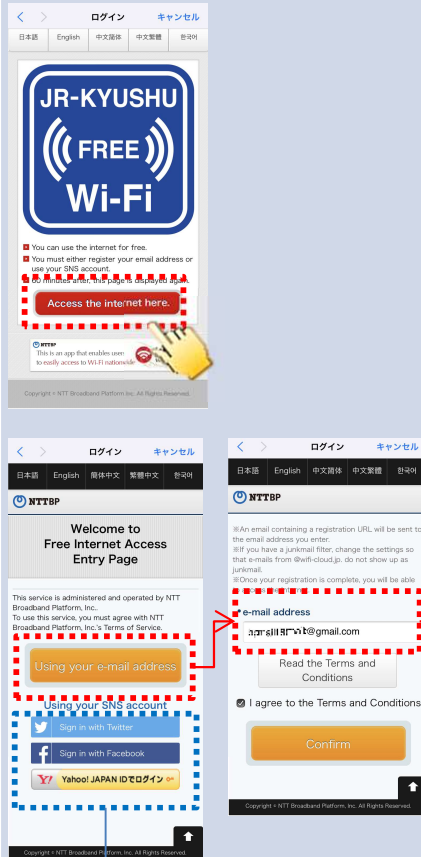 ログイン
キャンセル
日本語
English
中文简体
中文繁體
한국어
JR-KYUSHU
FREE
Wi-Fi
You can use the internet for free.
You must either register your email address or
use your SNS account.
60 minutes after, this page is displayed again.
Access the internet here.
NTTBP
This is an app that enables users
to easily access to Wi-Fi nationwide
Copyright © NTT Broadband Platform Inc. All Rights Reserved.
ログイン
キャンセル
日本語
English
簡体中文
繁體中文
한국어
NTTBP
Welcome to
Free Internet Access
Entry Page
This service is administered and operated by NTT
Broadband Platform, Inc.
To use this service, you must agree with NTT
Broadband Platform, Inc.'s Terms of Service.
Using your e-mail address
Using your SNS account
Sign in with Twitter
Sign in with Facebook
Y! Yahoo! JAPAN IDでログイン
Copyright © NTT Broadband Platform, Inc. All Rights Reserved.
ログイン
キャンセル
日本語
English
中文简体
中文繁體
한국어
NTTBP
※An email containing a registration URL will be sent to
the email address you enter.
※If you have a junkmail filter, change the settings so
that e-mails from @wifi-cloud.jp. do not show up as
junkmail.
※Once your registration is complete, you will be able
e-mail address
@gmail.com
Read the Terms and
Conditions
I agree to the Terms and Conditions
Confirm
Copyright © NTT Broadband Platform, Inc. All Rights Reserved.